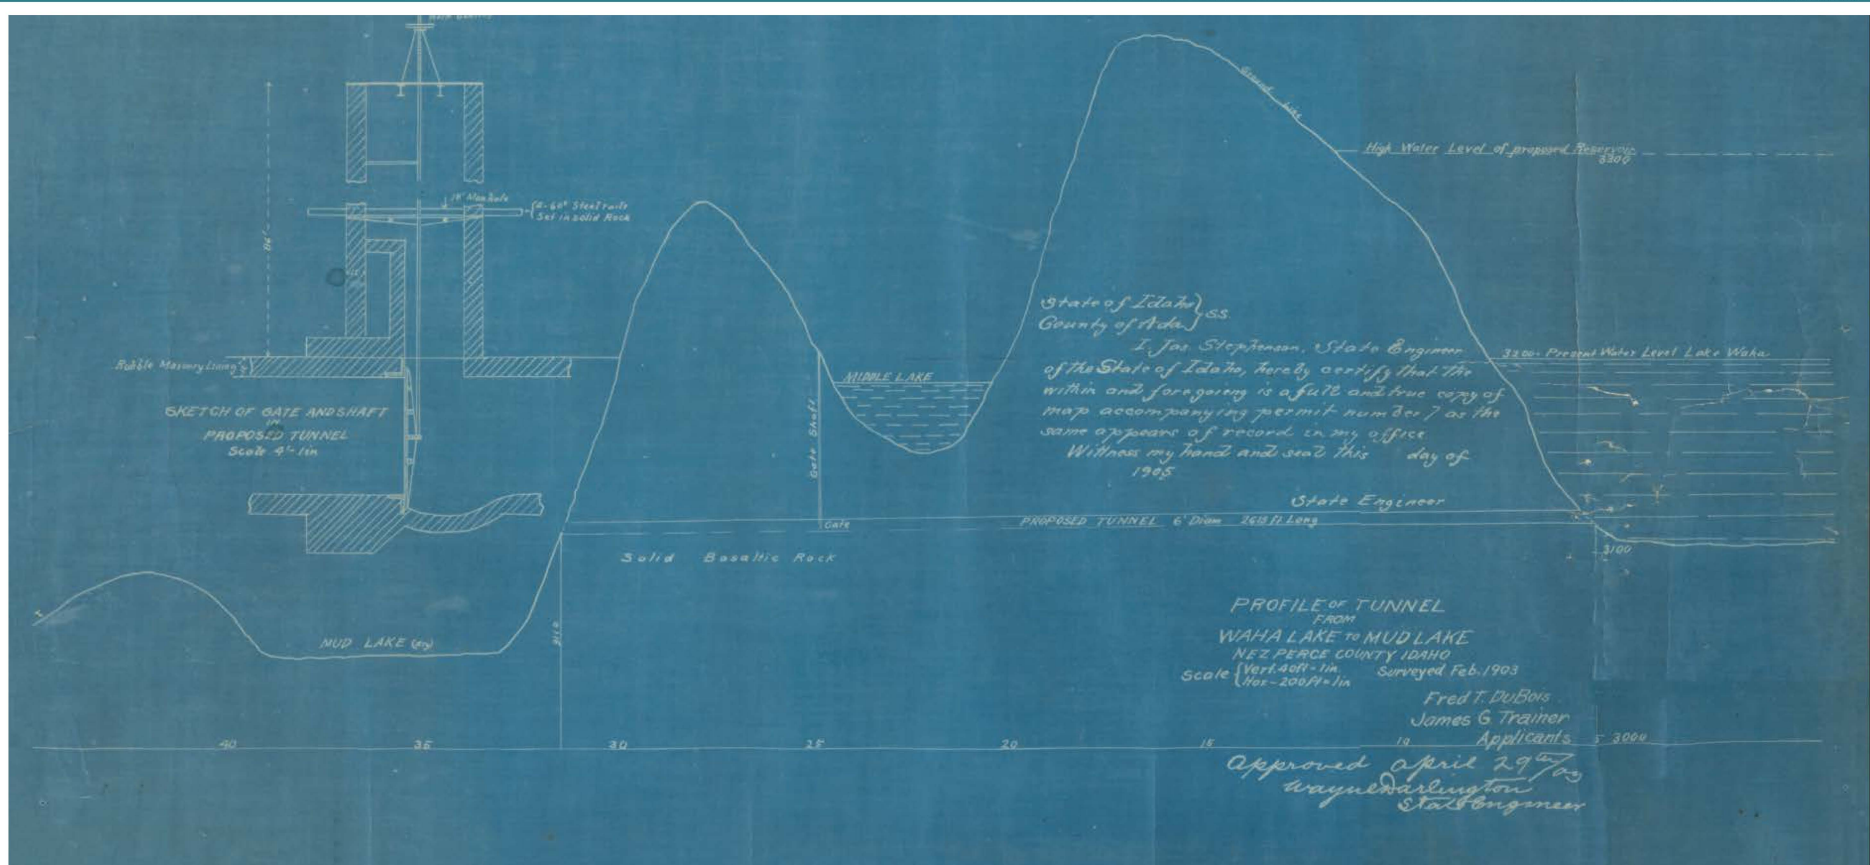 86'
1' Manhole
2-60# Steel rails
Set in solid Rock
Rubble Masonry Lining
SKETCH OF GATE AND SHAFT
IN
PROPOSED TUNNEL
Scale 4'-1in
Ground Line
High Water Level of proposed Reservoir
3300
State of Idaho } SS
County of Ada
I, Jas. Stephenson, State Engineer
of the State of Idaho, hereby certify that the
within and foregoing is a full and true copy of
map accompanying permit number 7 as the
same appears of record in my office
Wittness my hand and seal this day of
1905
State Engineer
3200 - Present Water Level Lake Waha
MIDDLE LAKE
Gate Shaft
Gate
PROPOSED TUNNEL 6' Diam 2615 ft Long
Solid Basaltic Rock
3100
MUD LAKE (dry)
PROFILE OF TUNNEL
FROM
WAHA LAKE TO MUD LAKE
NEZ PERCE COUNTY IDAHO
Scale { Vert. 40ft = 1in Surveyed Feb. 1903
Hor - 200ft = 1in
Fred T. DuBois
James G. Trainer
Applicants
40 35 30 25 20 15 10 5 3000
Approved April 29th/03
Wayne Darlington
State Engineer